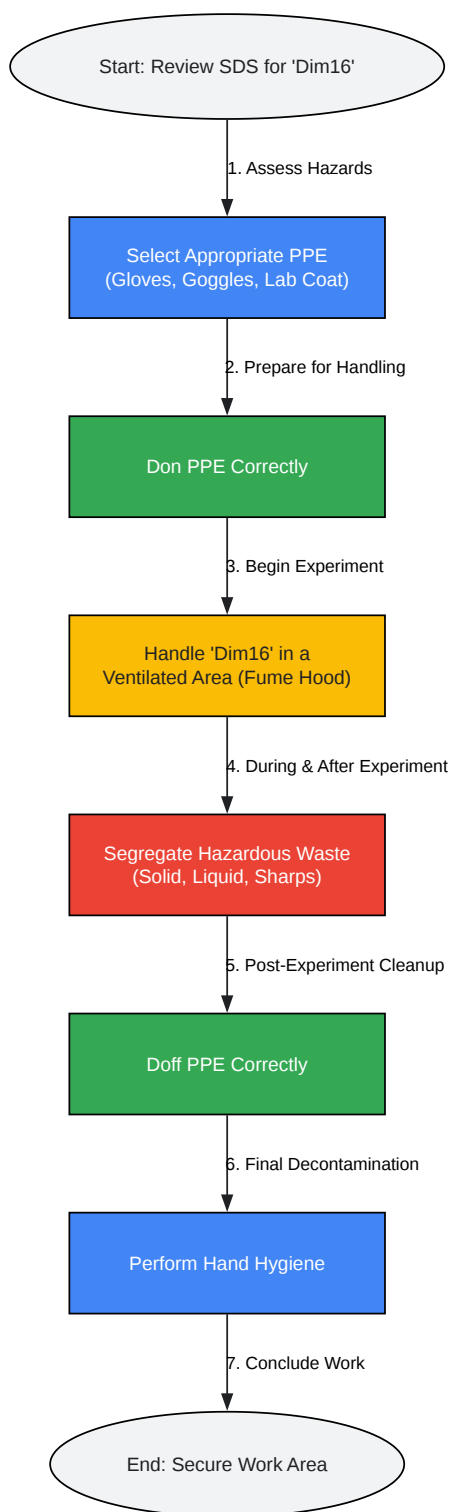 Start: Review SDS for 'Dim16'
1. Assess Hazards
Select Appropriate PPE
(Gloves, Goggles, Lab Coat)
2. Prepare for Handling
Don PPE Correctly
3. Begin Experiment
Handle 'Dim16' in a
Ventilated Area (Fume Hood)
4. During & After Experiment
Segregate Hazardous Waste
(Solid, Liquid, Sharps)
5. Post-Experiment Cleanup
Doff PPE Correctly
6. Final Decontamination
Perform Hand Hygiene
7. Conclude Work
End: Secure Work Area